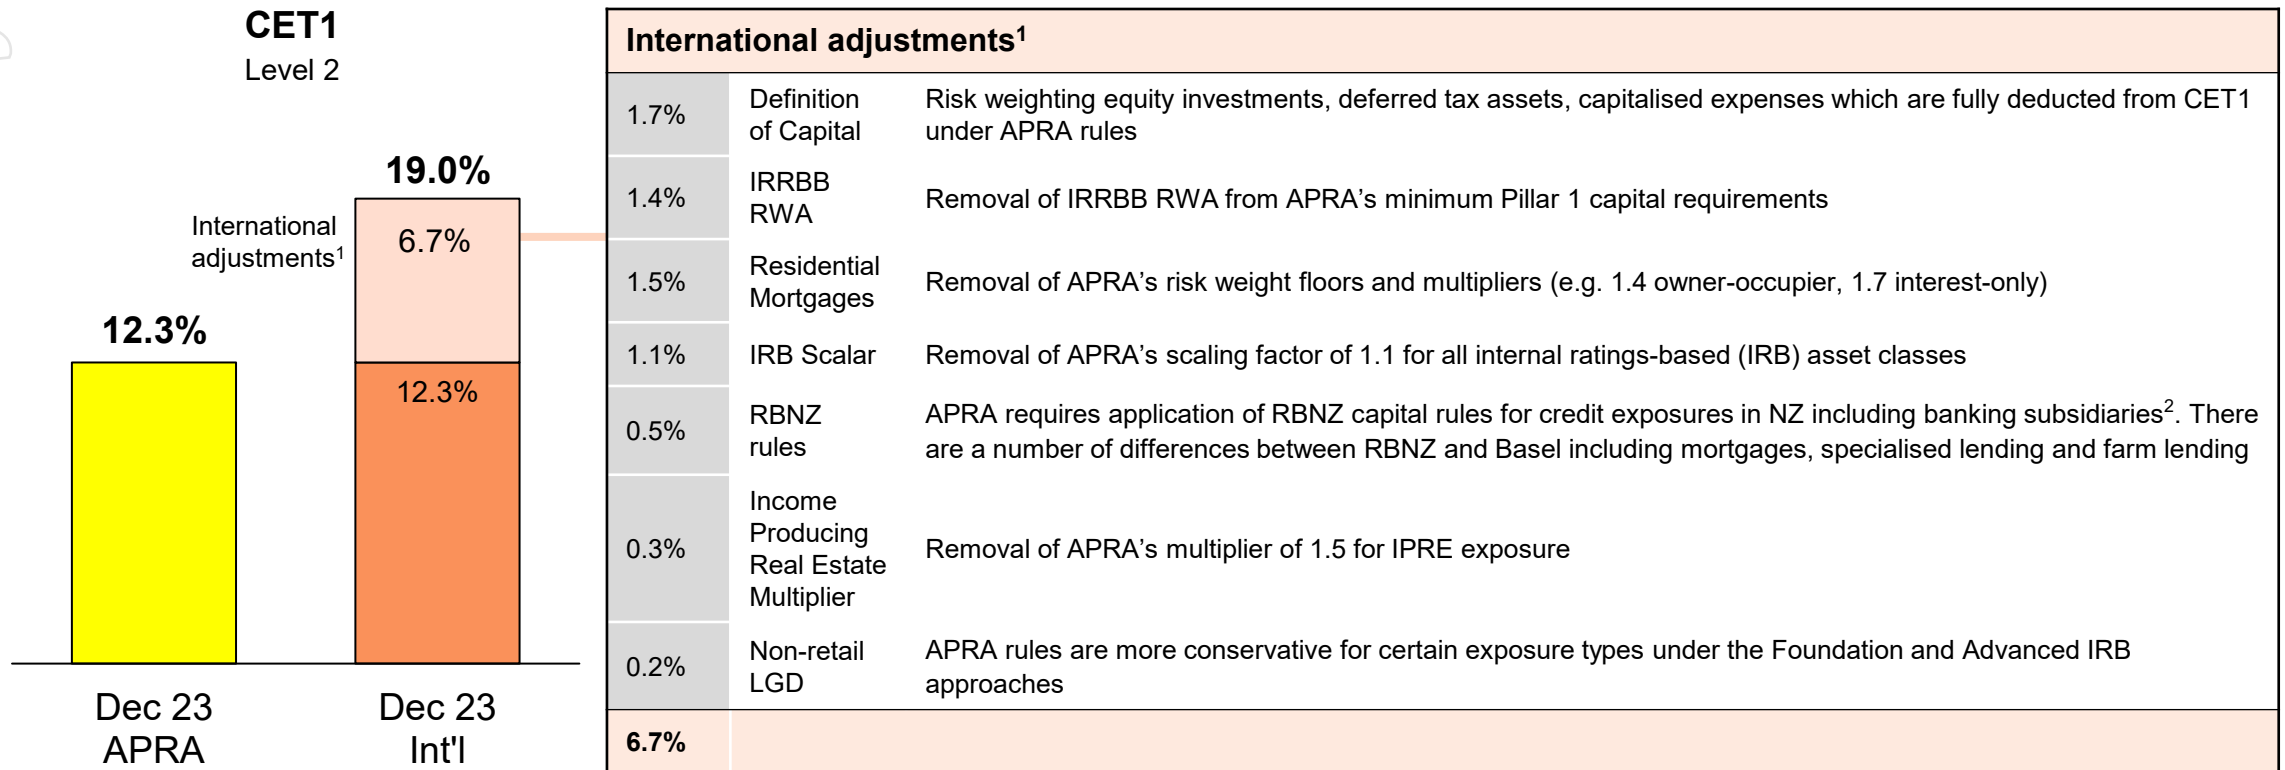 CET1
Level 2
19.0%
International
adjustments¹
6.7%
12.3%
12.3%
Dec 23
APRA
Dec 23
Int'l
International adjustments¹
1.7%
Definition
of Capital
Risk weighting equity investments, deferred tax assets, capitalised expenses which are fully deducted from CET1
under APRA rules
1.4%
IRRBB
RWA
Removal of IRRBB RWA from APRA’s minimum Pillar 1 capital requirements
1.5%
Residential
Mortgages
Removal of APRA’s risk weight floors and multipliers (e.g. 1.4 owner-occupier, 1.7 interest-only)
1.1%
IRB Scalar
Removal of APRA’s scaling factor of 1.1 for all internal ratings-based (IRB) asset classes
0.5%
RBNZ
rules
APRA requires application of RBNZ capital rules for credit exposures in NZ including banking subsidiaries². There
are a number of differences between RBNZ and Basel including mortgages, specialised lending and farm lending
0.3%
Income
Producing
Real Estate
Multiplier
Removal of APRA’s multiplier of 1.5 for IPRE exposure
0.2%
Non-retail
LGD
APRA rules are more conservative for certain exposure types under the Foundation and Advanced IRB
approaches
6.7%